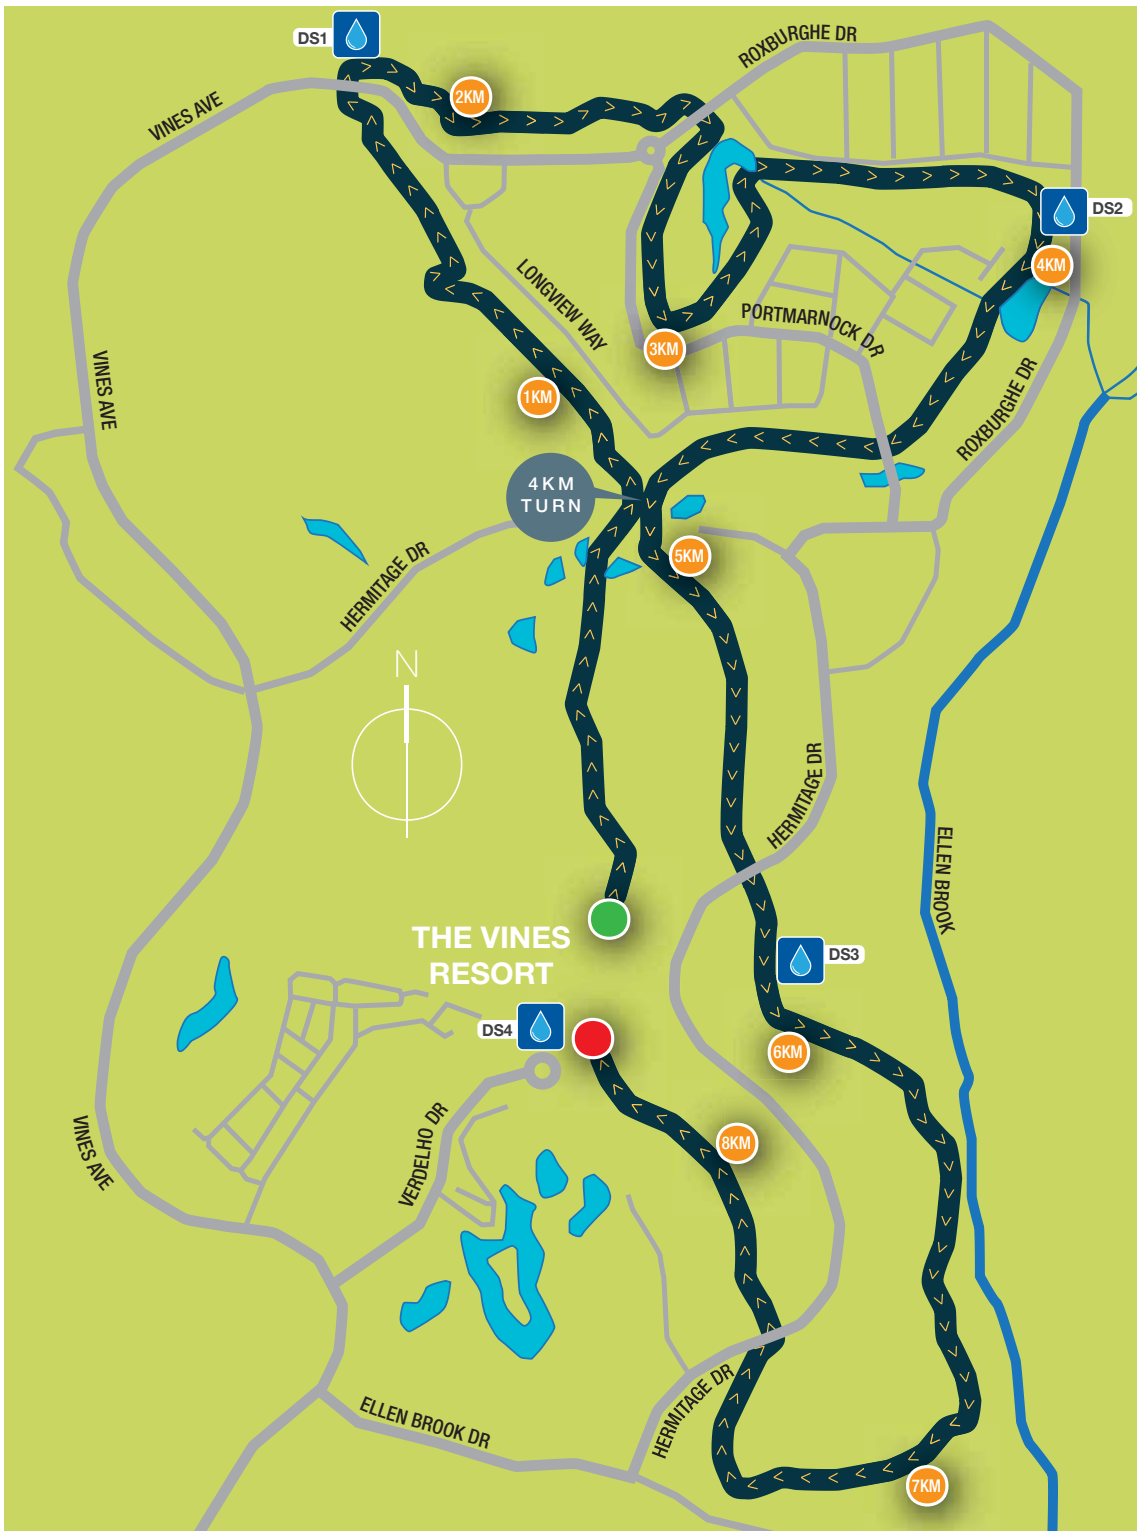 DS1
ROXBURGHE DR
2KM
VINES AVE
DS2
4KM
LONGVIEW WAY
PORTMARNOCK DR
3KM
VINES AVE
1KM
ROXBURGHE DR
4KM
TURN
HERMITAGE DR
5KM
N
HERMITAGE DR
ELLEN BROOK
THE VINES
RESORT
DS3
DS4
6KM
VINES AVE
VERDELHO DR
8KM
HERMITAGE DR
ELLEN BROOK DR
7KM